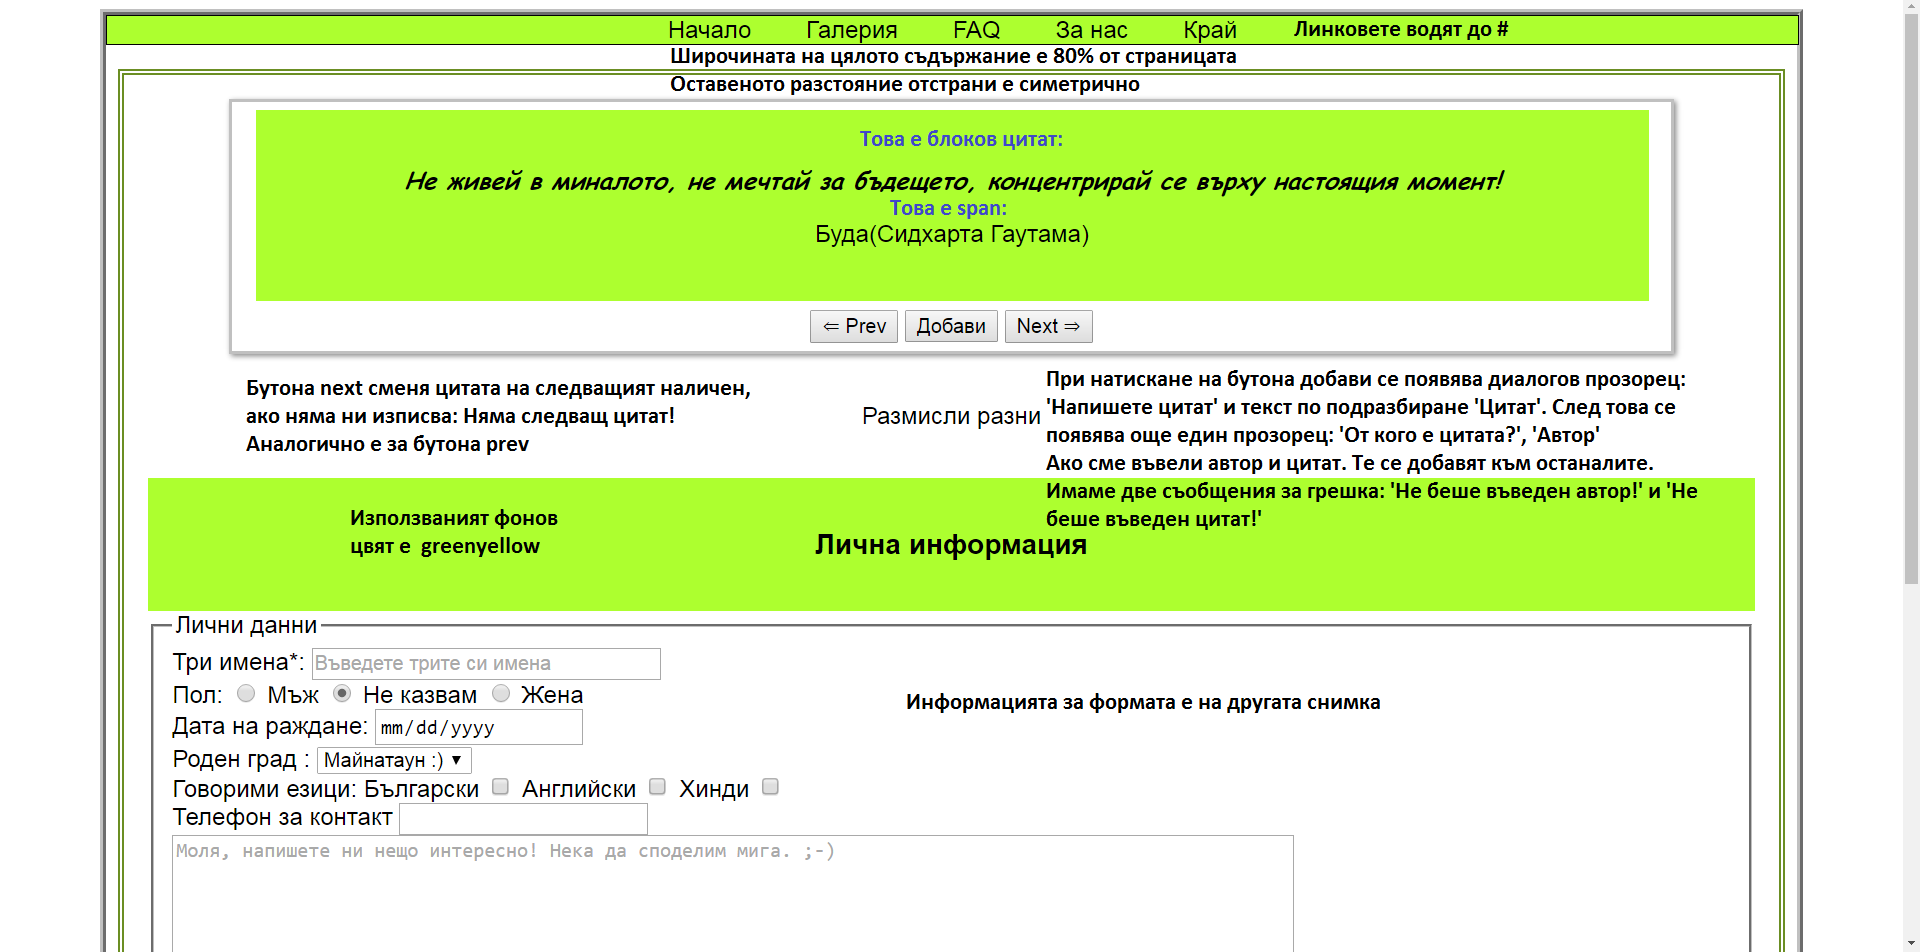 Начало Галерия FAQ За нас Край Линковете водят до #
Широчината на цялото съдържание е 80% от страницата
Оставеното разстояние отстрани е симетрично
Това е блоков цитат:
Не живей в миналото, не мечтай за бъдещето, концентрирай се върху настоящия момент!
Това е span:
Буда(Сидхарта Гаутама)
⇐ Prev Добави Next ⇒
Бутона next сменя цитата на следващият наличен,
ако няма ни изписва: Няма следващ цитат!
Аналогично е за бутона prev
Размисли разни
При натискане на бутона добави се появява диалогов прозорец:
'Напишете цитат' и текст по подразбиране 'Цитат'. След това се
появява още един прозорец: 'От кого е цитата?', 'Автор'
Ако сме въвели автор и цитат. Те се добавят към останалите.
Имаме две съобщения за грешка: 'Не беше въведен автор!' и 'Не
беше въведен цитат!'
Използваният фонов
цвят е greenyellow
Лична информация
Лични данни
Три имена*: Въведете трите си имена
Пол: Мъж Не казвам Жена
Информацията за формата е на другата снимка
Дата на раждане: mm/dd/yyyy
Роден град : Майнатаун :) ▼
Говорими езици: Български Английски Хинди
Телефон за контакт
Моля, напишете ни нещо интересно! Нека да споделим мига. ;-)